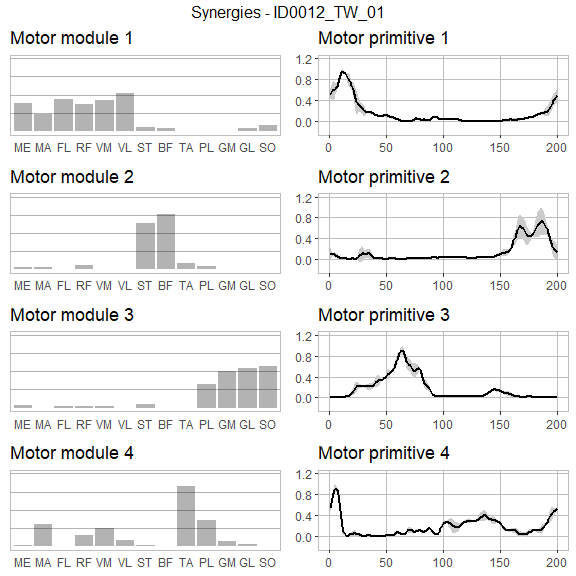 Synergies - ID0012_TW_01
Motor module 1
ME MA FL RF VM VL ST BF TA PL GM GL SO
Motor primitive 1
1.2
0.8
0.4
0.0
0 50 100 150 200
Motor module 2
ME MA FL RF VM VL ST BF TA PL GM GL SO
Motor primitive 2
1.2
0.8
0.4
0.0
0 50 100 150 200
Motor module 3
ME MA FL RF VM VL ST BF TA PL GM GL SO
Motor primitive 3
1.2
0.8
0.4
0.0
0 50 100 150 200
Motor module 4
ME MA FL RF VM VL ST BF TA PL GM GL SO
Motor primitive 4
1.2
0.8
0.4
0.0
0 50 100 150 200